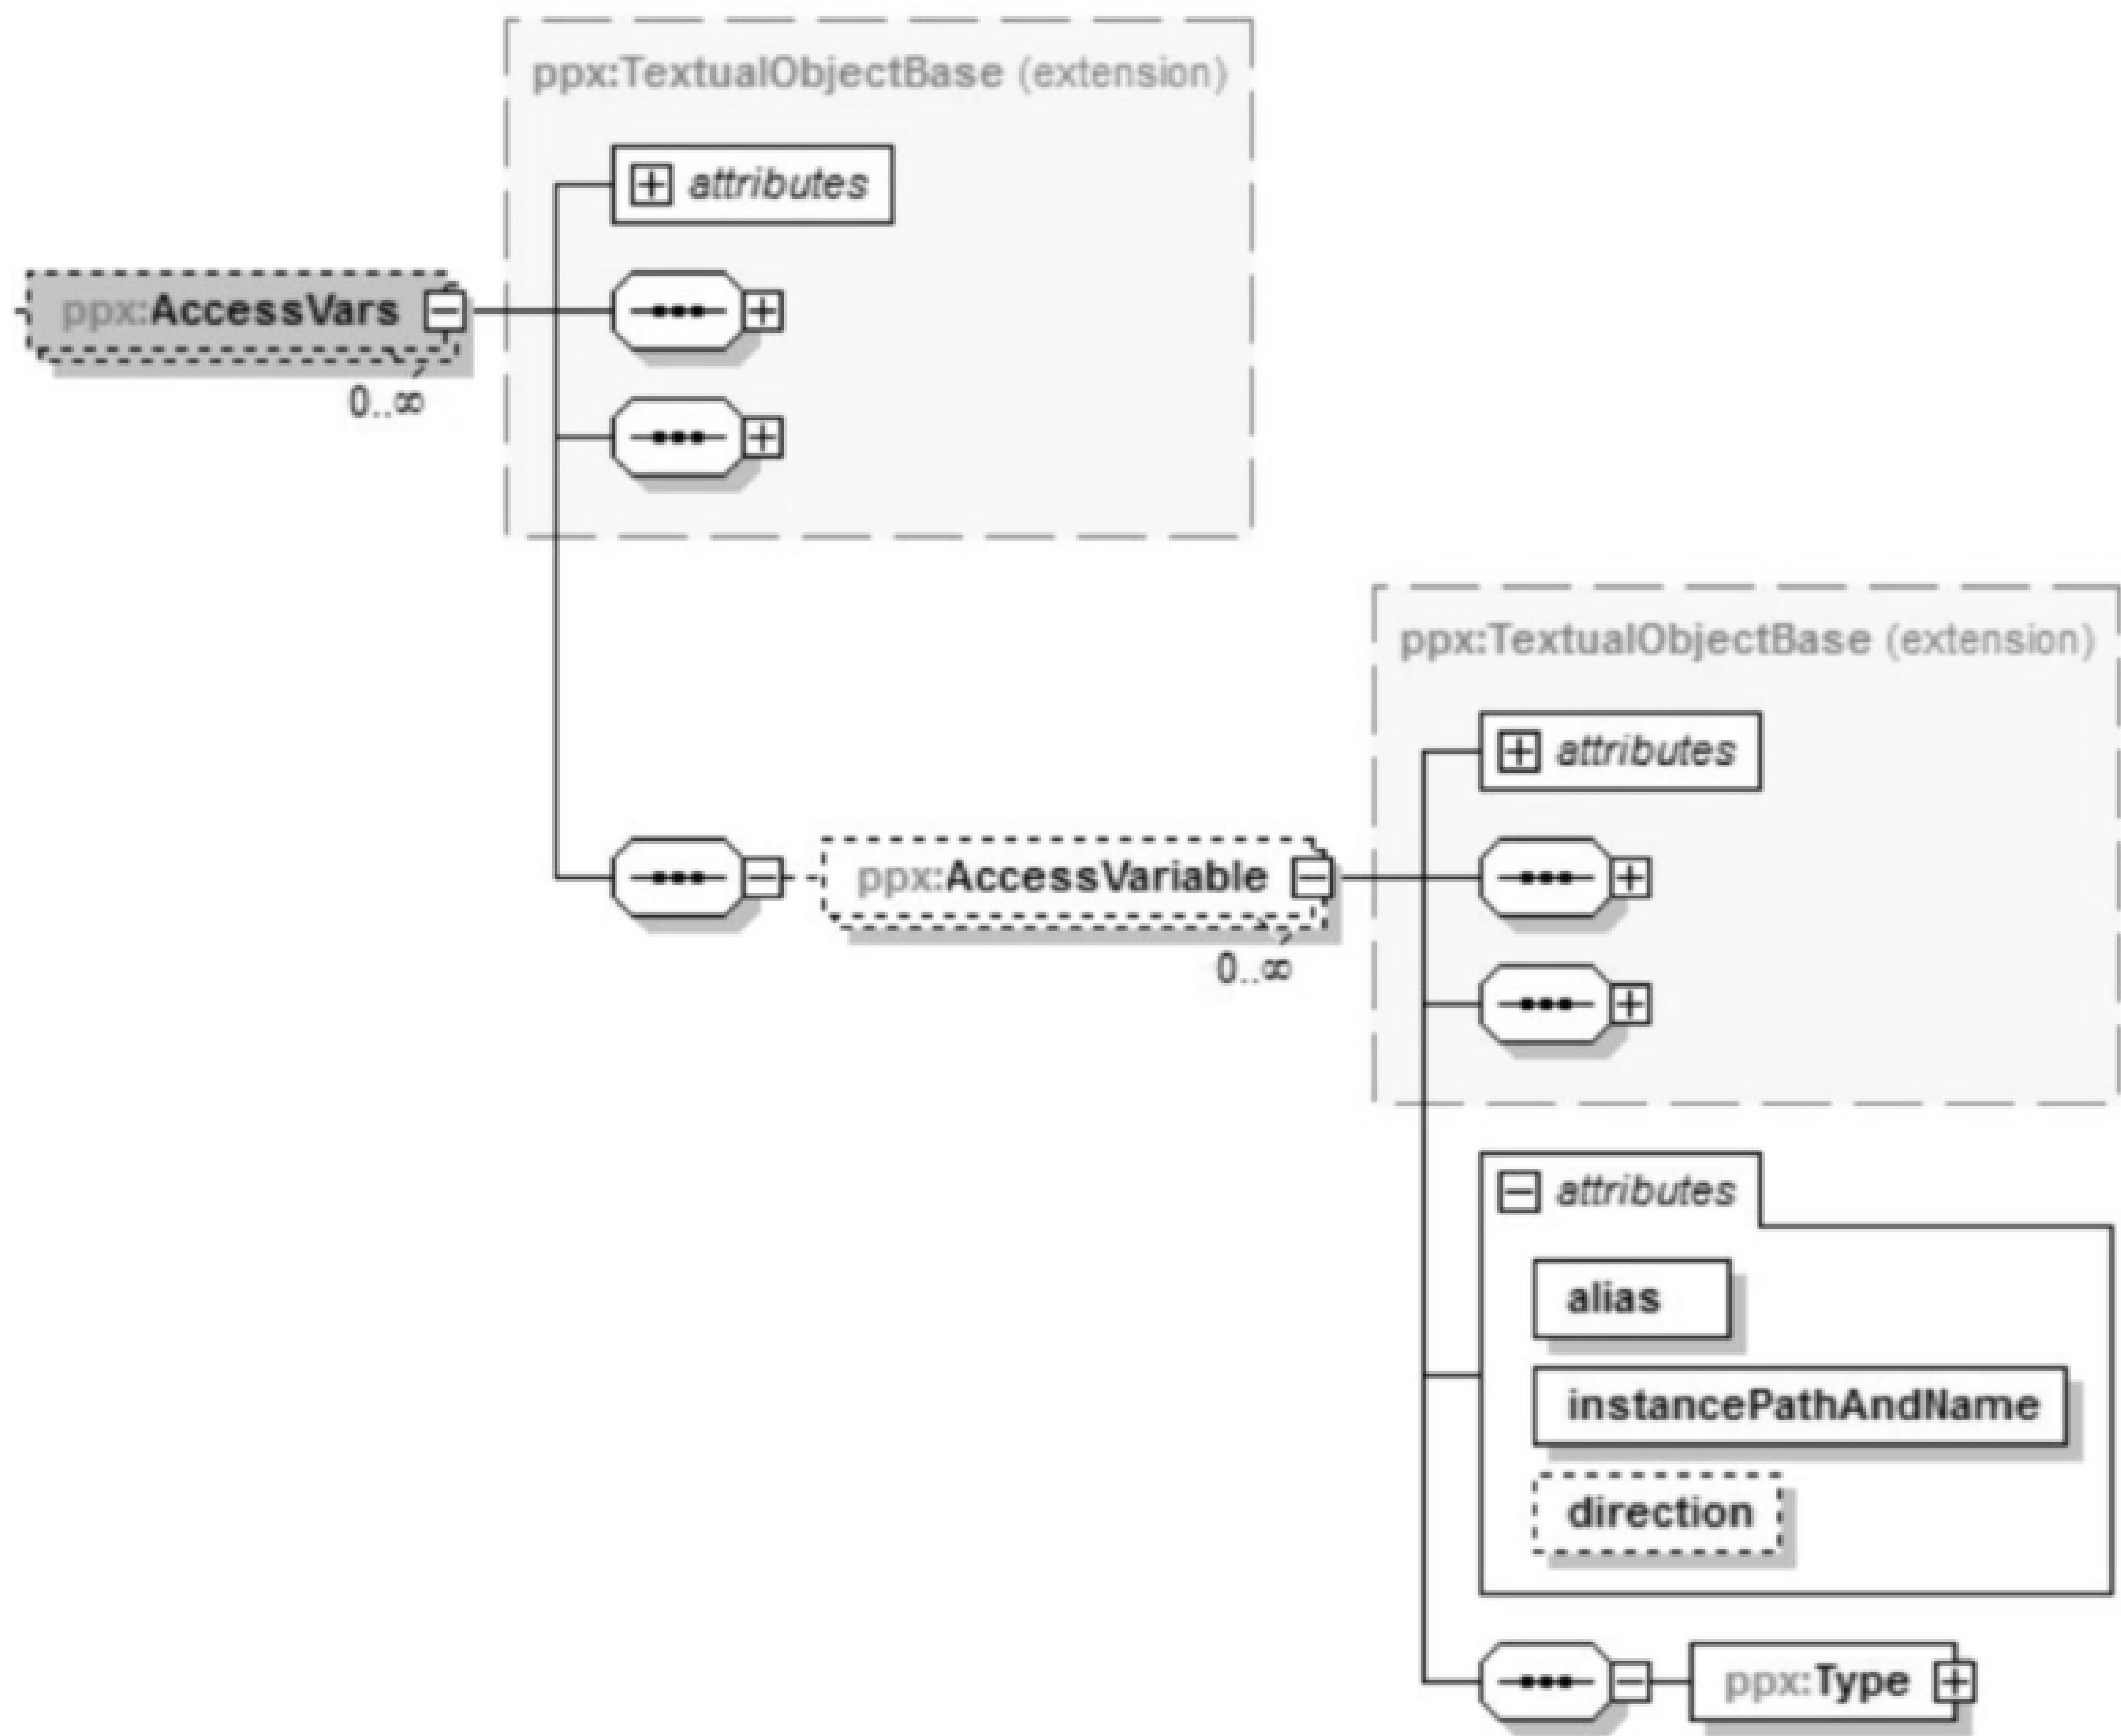 ppx:TextualObjectBase (extension)
attributes
ppx:AccessVars
0..∞
ppx:TextualObjectBase (extension)
attributes
ppx:AccessVariable
0..∞
attributes
alias
instancePathAndName
direction
ppx:Type